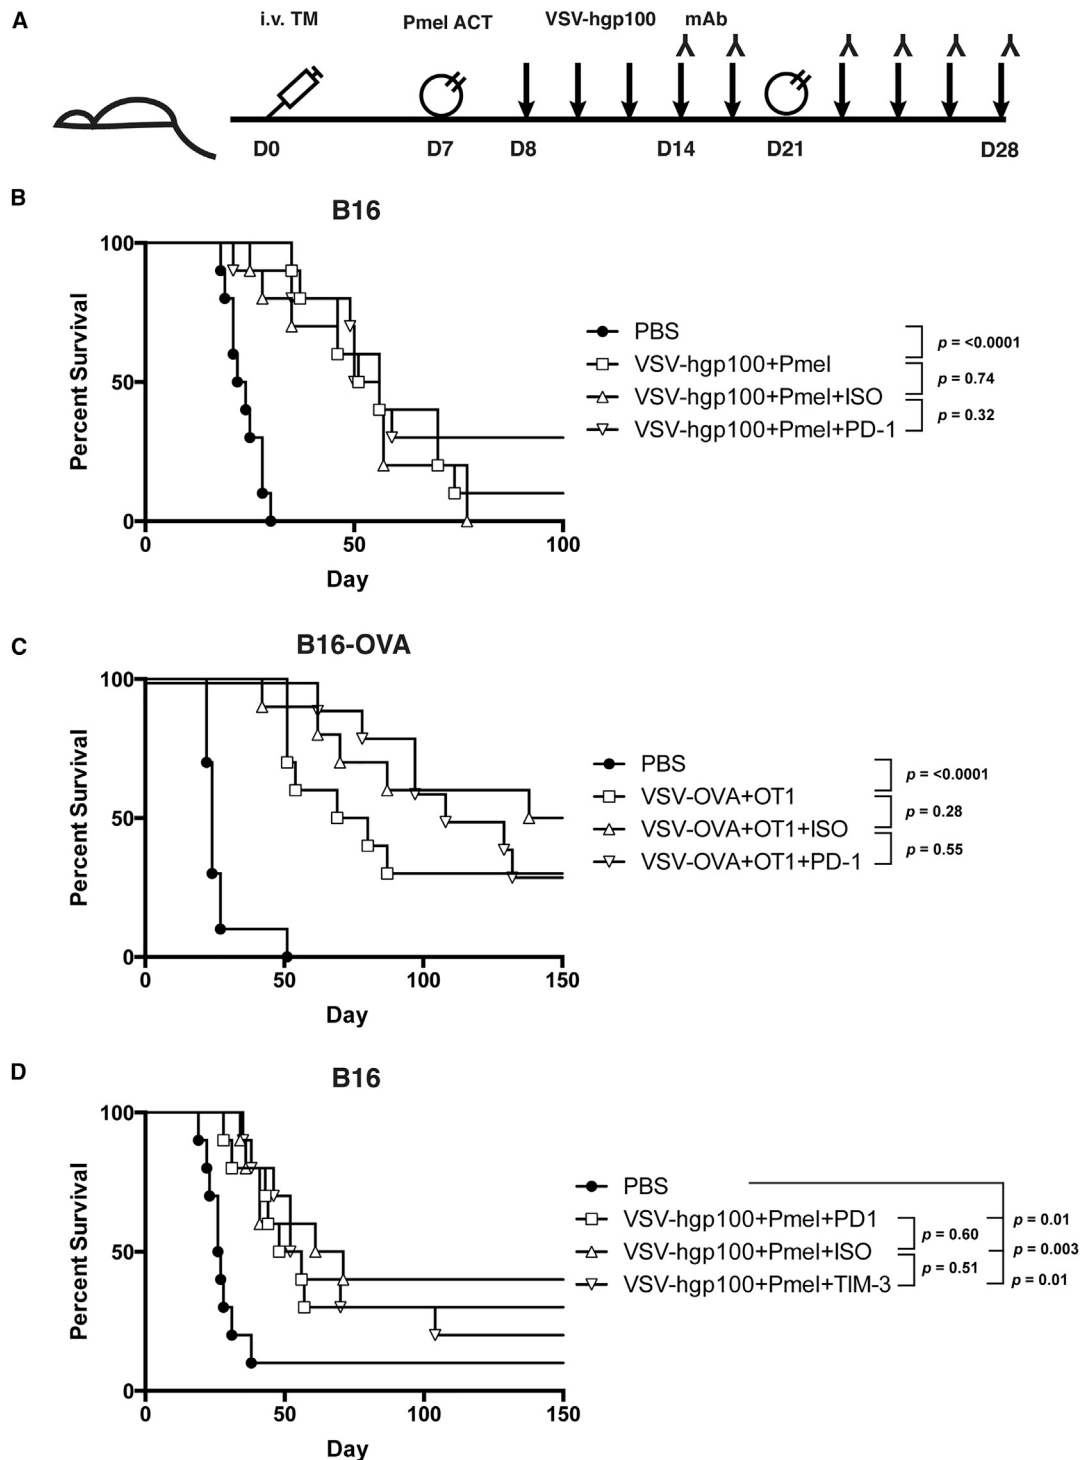 A
i.v. TM
Pmel ACT
VSV-hgp100
mAb
D0
D7
D8
D14
D21
D28
B
B16
Percent Survival
100
50
0
0
50
100
Day
PBS
VSV-hgp100+Pmel
VSV-hgp100+Pmel+ISO
VSV-hgp100+Pmel+PD-1
p = <0.0001
p = 0.74
p = 0.32
C
B16-OVA
Percent Survival
100
50
0
0
50
100
150
Day
PBS
VSV-OVA+OT1
VSV-OVA+OT1+ISO
VSV-OVA+OT1+PD-1
p = <0.0001
p = 0.28
p = 0.55
D
B16
Percent Survival
100
50
0
0
50
100
150
Day
PBS
VSV-hgp100+Pmel+PD1
VSV-hgp100+Pmel+ISO
VSV-hgp100+Pmel+TIM-3
p = 0.60
p = 0.51
p = 0.01
p = 0.003
p = 0.01